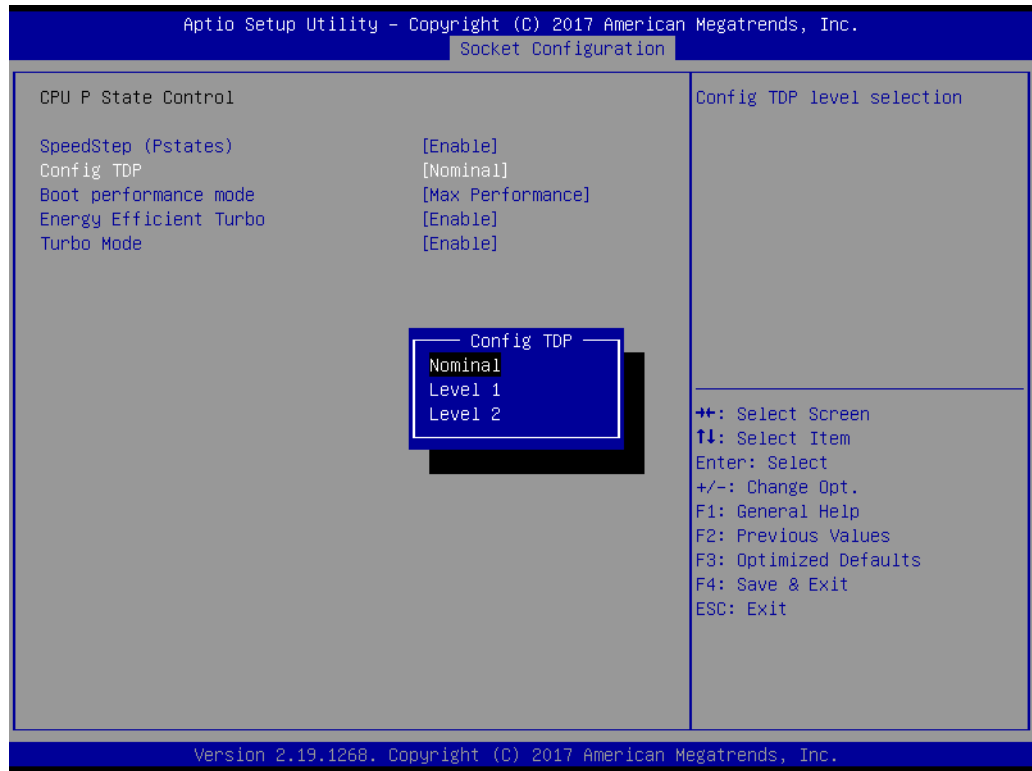 Aptio Setup Utility – Copyright (C) 2017 American Megatrends, Inc.
Socket Configuration
CPU P State Control
SpeedStep (Pstates) [Enable]
Config TDP [Nominal]
Boot performance mode [Max Performance]
Energy Efficient Turbo [Enable]
Turbo Mode [Enable]
Config TDP
Nominal
Level 1
Level 2
Config TDP level selection
→←: Select Screen
↑↓: Select Item
Enter: Select
+/-: Change Opt.
F1: General Help
F2: Previous Values
F3: Optimized Defaults
F4: Save & Exit
ESC: Exit
Version 2.19.1268. Copyright (C) 2017 American Megatrends, Inc.